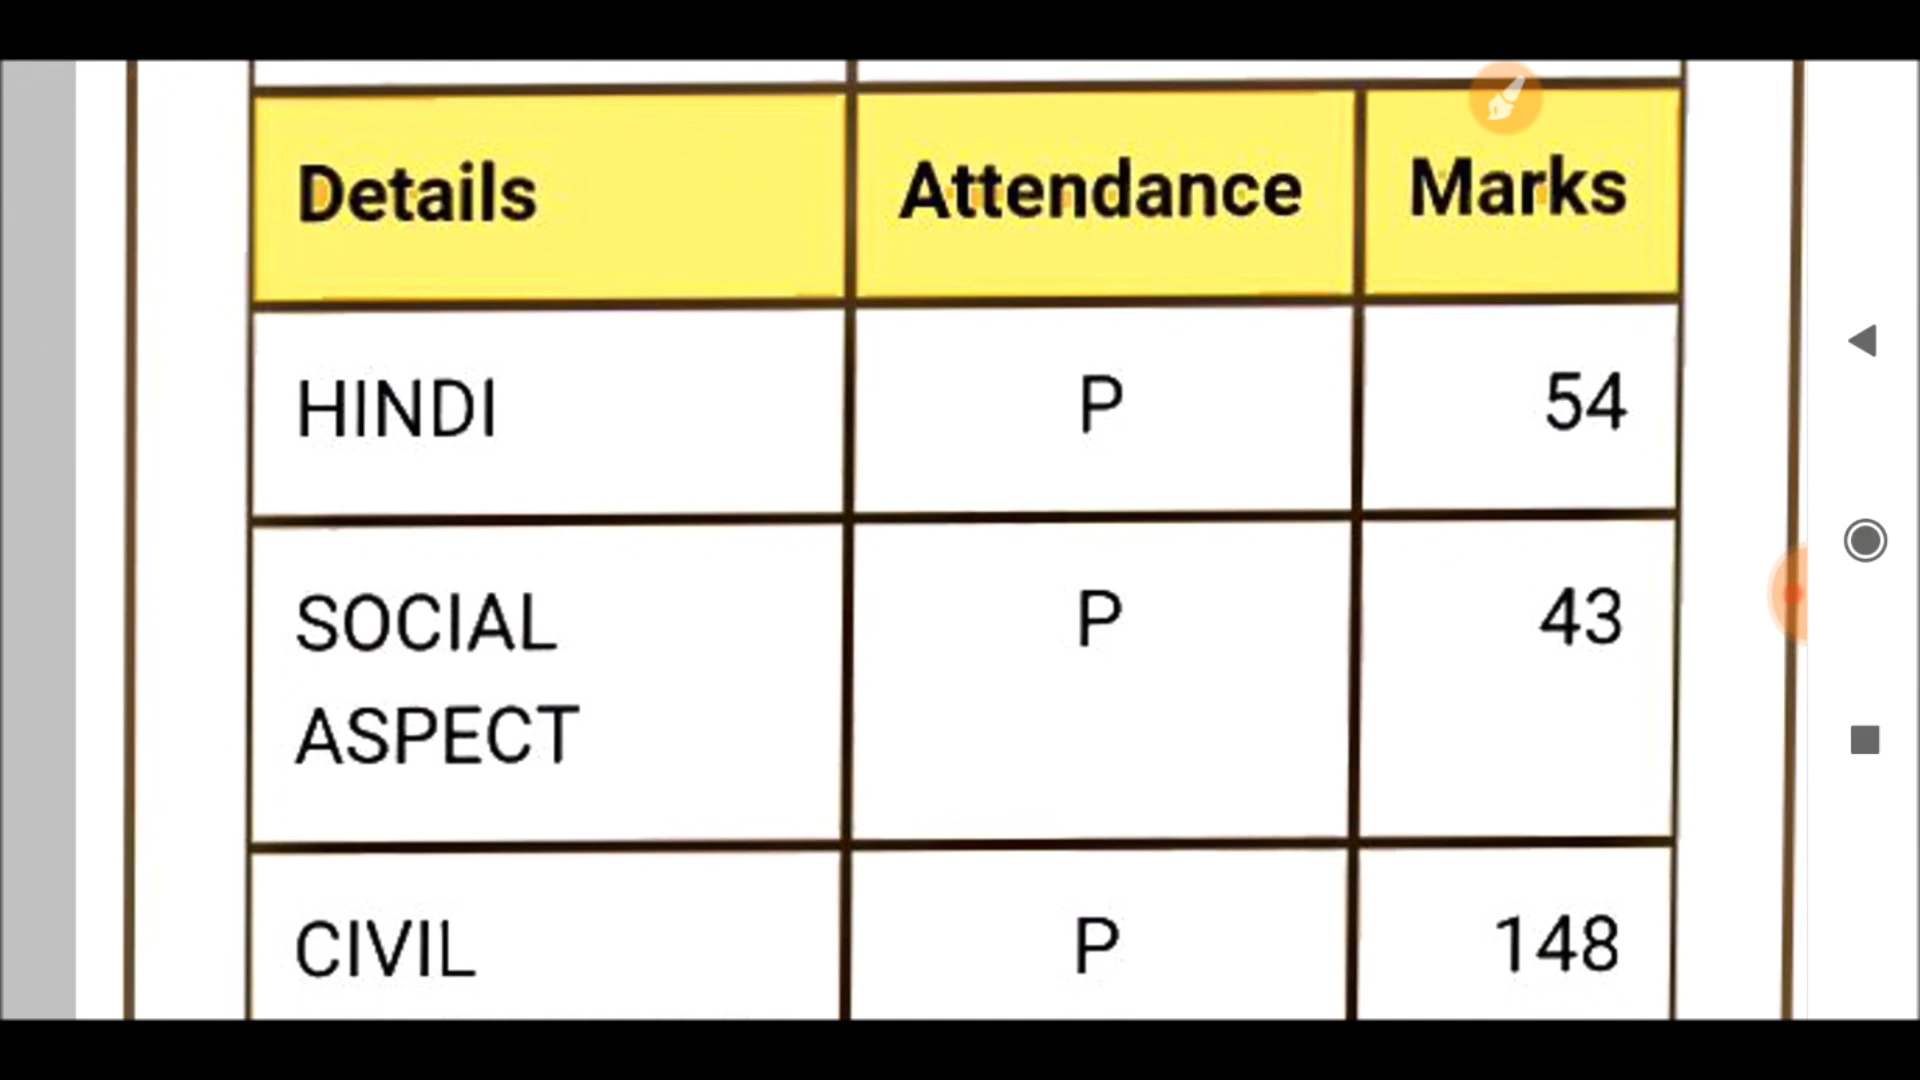 Details Attendance Marks
HINDI P 54
SOCIAL P 43
ASPECT
CIVIL P 148